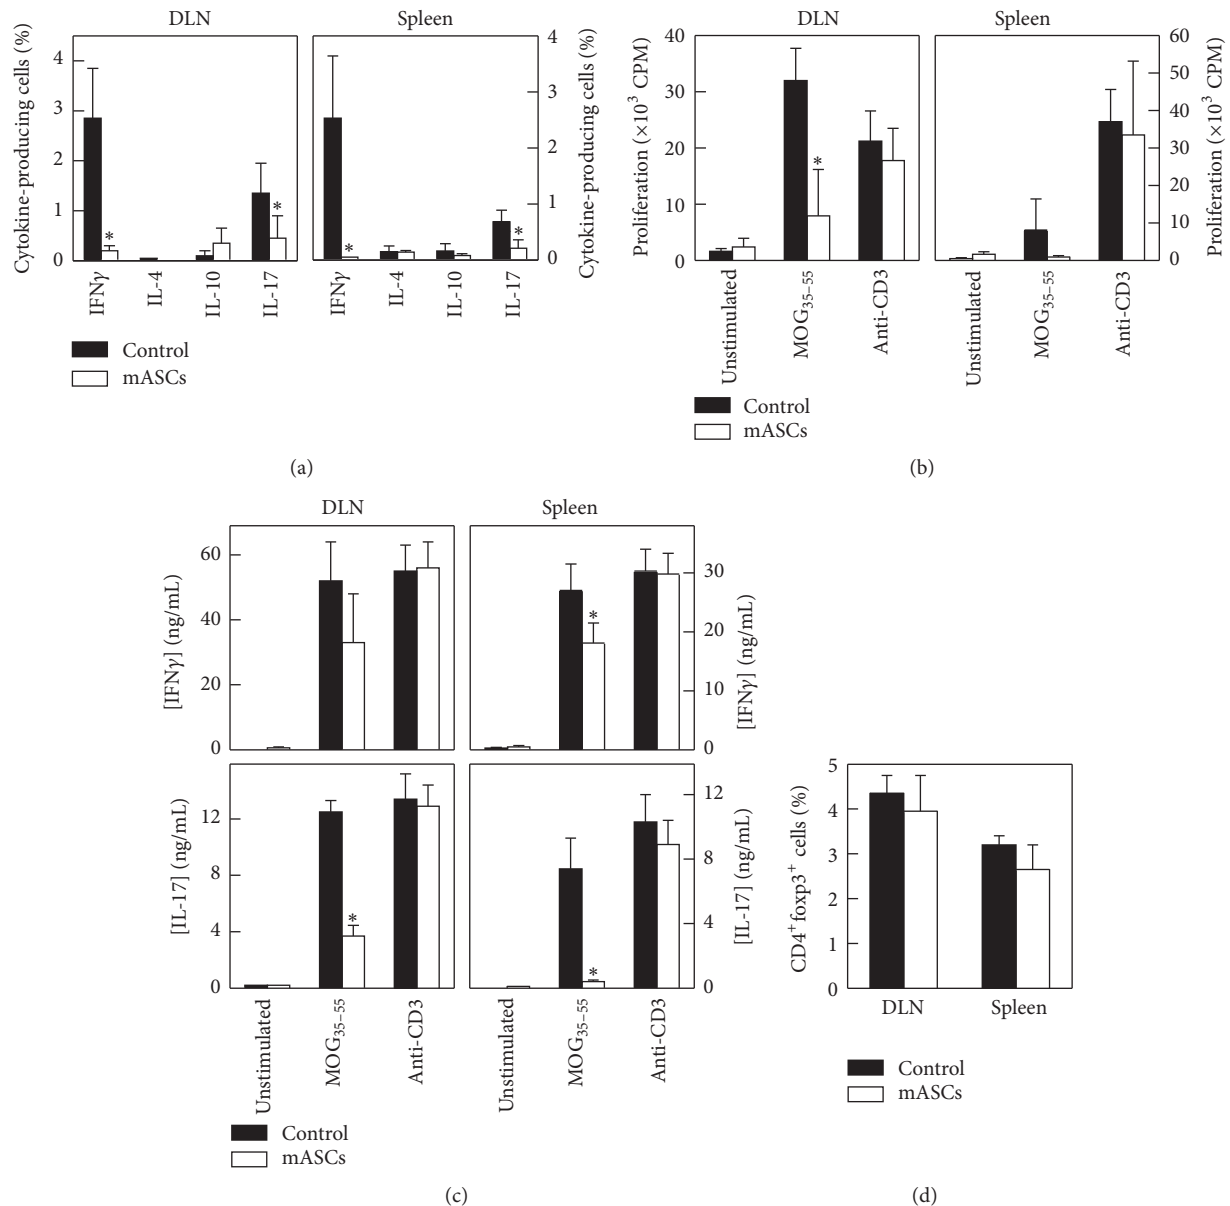 DLN
Spleen
Cytokine-producing cells (%)
4
3
2
1
0
*
*
*
*
4
3
2
1
0
Cytokine-producing cells (%)
IFNγ
IL-4
IL-10
IL-17
IFNγ
IL-4
IL-10
IL-17
Control
mASCs
(a)
DLN
Spleen
Proliferation (×10³ CPM)
40
30
20
10
0
*
60
50
40
30
20
10
0
Proliferation (×10³ CPM)
Unstimulated
MOG₃₅₋₅₅
Anti-CD3
Unstimulated
MOG₃₅₋₅₅
Anti-CD3
Control
mASCs
(b)
DLN
Spleen
[IFNγ] (ng/mL)
60
40
20
0
*
30
20
10
0
[IFNγ] (ng/mL)
[IL-17] (ng/mL)
12
8
4
0
*
*
12
8
4
0
[IL-17] (ng/mL)
Unstimulated
MOG₃₅₋₅₅
Anti-CD3
Unstimulated
MOG₃₅₋₅₅
Anti-CD3
Control
mASCs
(c)
CD4⁺foxp3⁺ cells (%)
5
4
3
2
1
0
DLN
Spleen
Control
mASCs
(d)